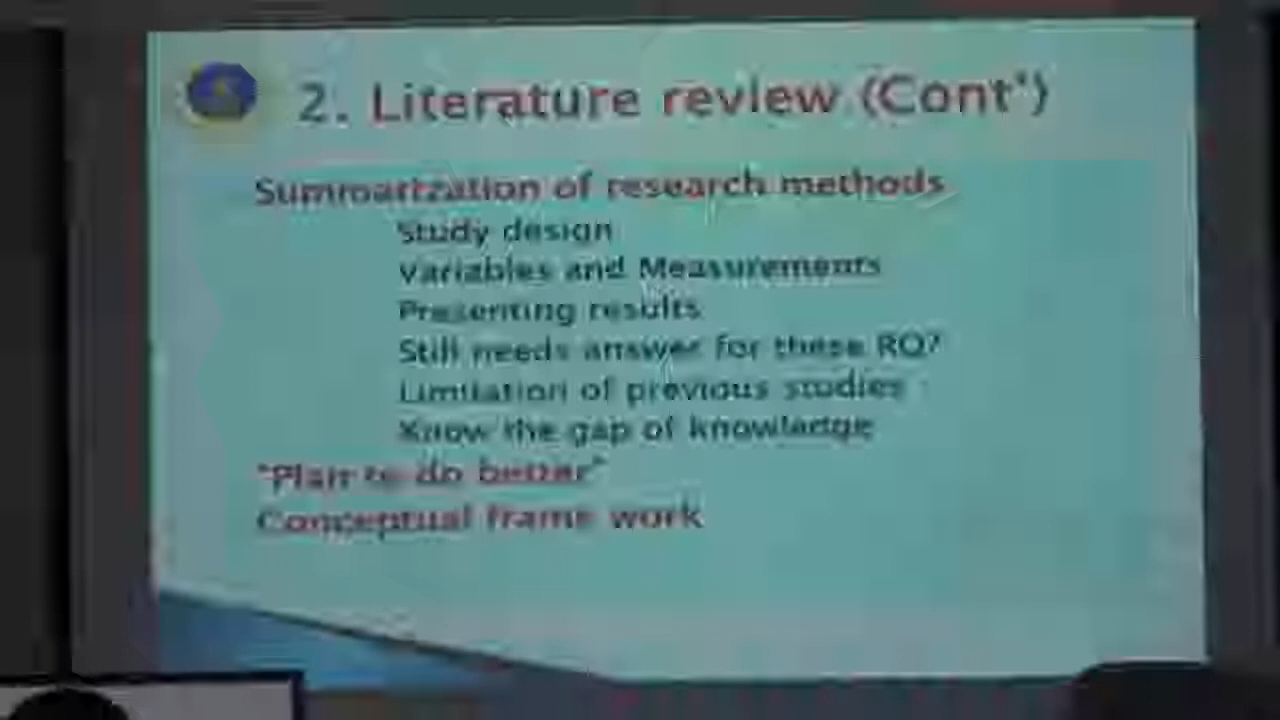 2. Literature review (Cont')
Summarization of research methods
Study design
Variables and Measurements
Presenting results
Still needs answer for these RQ?
Limitation of previous studies
Know the gap of knowledge
"Plan to do better"
Conceptual frame work